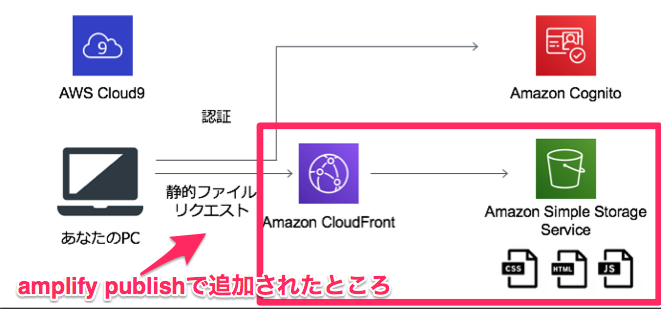 9
AWS Cloud9
Amazon Cognito
認証
静的ファイル
リクエスト
あなたのPC
Amazon CloudFront
Amazon Simple Storage
Service
CSS
HTML
JS
amplify publishで追加されたところ